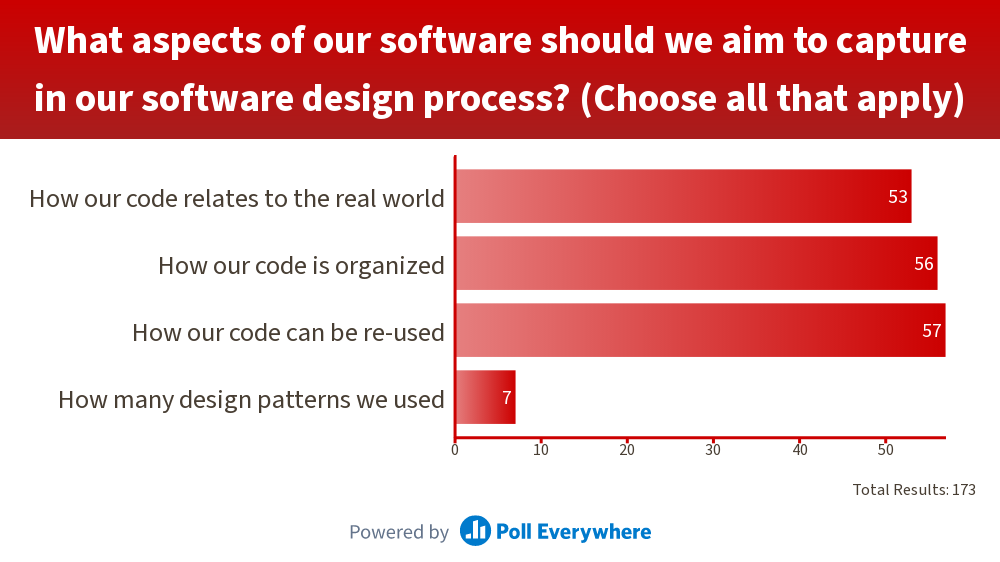 What aspects of our software should we aim to capture
in our software design process? (Choose all that apply)
How our code relates to the real world
53
How our code is organized
56
How our code can be re-used
57
How many design patterns we used
7
0 10 20 30 40 50
Total Results: 173
Powered by Poll Everywhere